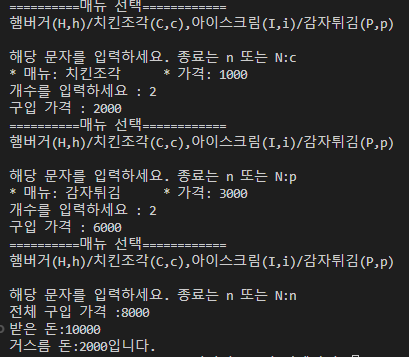 ==========매뉴 선택============
햄버거(H,h)/치킨조각(C,c),아이스크림(I,i)/감자튀김(P,p)
해당 문자를 입력하세요. 종료는 n 또는 N:c
* 매뉴: 치킨조각 * 가격: 1000
개수를 입력하세요 : 2
구입 가격 : 2000
==========매뉴 선택============
햄버거(H,h)/치킨조각(C,c),아이스크림(I,i)/감자튀김(P,p)
해당 문자를 입력하세요. 종료는 n 또는 N:p
* 매뉴: 감자튀김 * 가격: 3000
개수를 입력하세요 : 2
구입 가격 : 6000
==========매뉴 선택============
햄버거(H,h)/치킨조각(C,c),아이스크림(I,i)/감자튀김(P,p)
해당 문자를 입력하세요. 종료는 n 또는 N:n
전체 구입 가격 :8000
받은 돈:10000
거스를 돈:2000입니다.